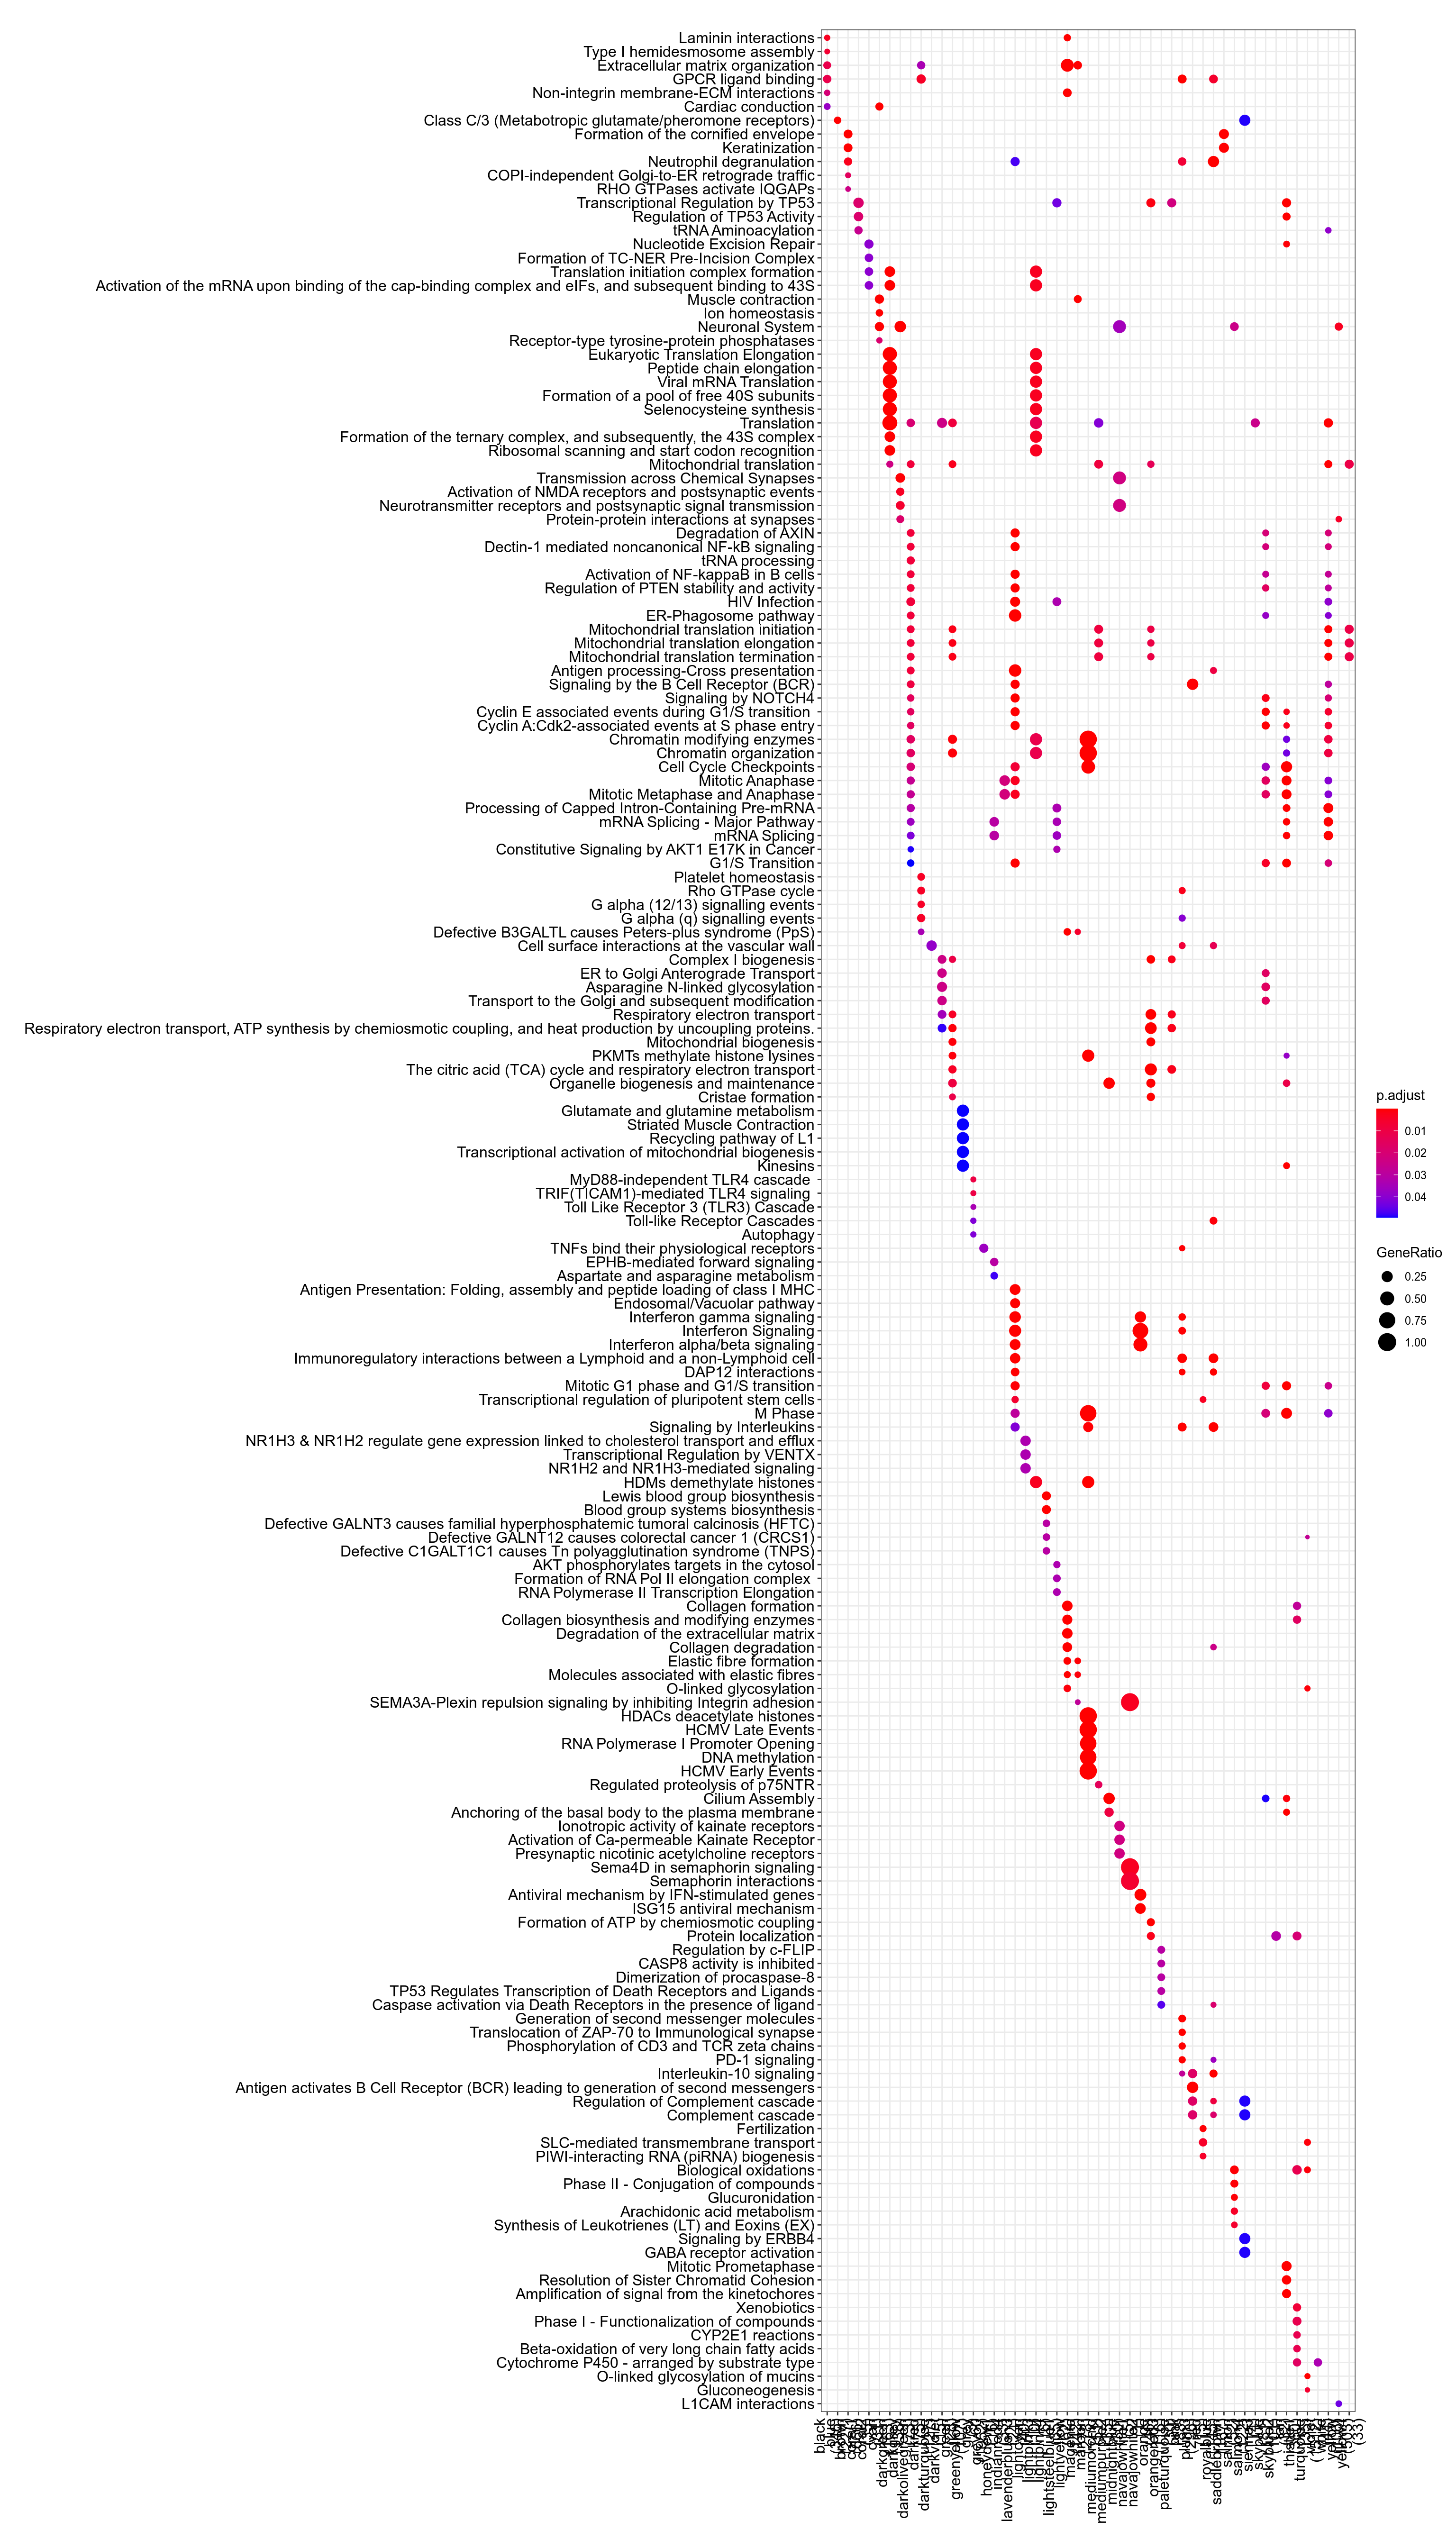 Laminin interactions
Type I hemidesmosome assembly
Extracellular matrix organization
GPCR ligand binding
Non-integrin membrane-ECM interactions
Cardiac conduction
Class C/3 (Metabotropic glutamate/pheromone receptors)
Formation of the cornified envelope
Keratinization
Neutrophil degranulation
COPI-independent Golgi-to-ER retrograde traffic
RHO GTPases activate IQGAPs
Transcriptional Regulation by TP53
Regulation of TP53 Activity
tRNA Aminoacylation
Nucleotide Excision Repair
Formation of TC-NER Pre-Incision Complex
Translation initiation complex formation
Activation of the mRNA upon binding of the cap-binding complex and eIFs, and subsequent binding to 43S
Muscle contraction
Ion homeostasis
Neuronal System
Receptor-type tyrosine-protein phosphatases
Eukaryotic Translation Elongation
Peptide chain elongation
Viral mRNA Translation
Formation of a pool of free 40S subunits
Selenocysteine synthesis
Translation
Formation of the ternary complex, and subsequently, the 43S complex
Ribosomal scanning and start codon recognition
Mitochondrial translation
Transmission across Chemical Synapses
Activation of NMDA receptors and postsynaptic events
Neurotransmitter receptors and postsynaptic signal transmission
Protein-protein interactions at synapses
Degradation of AXIN
Dectin-1 mediated noncanonical NF-kB signaling
tRNA processing
Activation of NF-kappaB in B cells
Regulation of PTEN stability and activity
HIV Infection
ER-Phagosome pathway
Mitochondrial translation initiation
Mitochondrial translation elongation
Mitochondrial translation termination
Antigen processing-Cross presentation
Signaling by the B Cell Receptor (BCR)
Signaling by NOTCH4
Cyclin E associated events during G1/S transition
Cyclin A:Cdk2-associated events at S phase entry
Chromatin modifying enzymes
Chromatin organization
Cell Cycle Checkpoints
Mitotic Anaphase
Mitotic Metaphase and Anaphase
Processing of Capped Intron-Containing Pre-mRNA
mRNA Splicing - Major Pathway
mRNA Splicing
Constitutive Signaling by AKT1 E17K in Cancer
G1/S Transition
Platelet homeostasis
Rho GTPase cycle
G alpha (12/13) signalling events
G alpha (q) signalling events
Defective B3GALTL causes Peters-plus syndrome (PpS)
Cell surface interactions at the vascular wall
Complex I biogenesis
ER to Golgi Anterograde Transport
Asparagine N-linked glycosylation
Transport to the Golgi and subsequent modification
Respiratory electron transport
Respiratory electron transport, ATP synthesis by chemiosmotic coupling, and heat production by uncoupling proteins.
Mitochondrial biogenesis
PKMTs methylate histone lysines
The citric acid (TCA) cycle and respiratory electron transport
Organelle biogenesis and maintenance
Cristae formation
Glutamate and glutamine metabolism
Striated Muscle Contraction
Recycling pathway of L1
Transcriptional activation of mitochondrial biogenesis
Kinesins
MyD88-independent TLR4 cascade
TRIF(TICAM1)-mediated TLR4 signaling
Toll Like Receptor 3 (TLR3) Cascade
Toll-like Receptor Cascades
Autophagy
TNFs bind their physiological receptors
EPHB-mediated forward signaling
Aspartate and asparagine metabolism
Antigen Presentation: Folding, assembly and peptide loading of class I MHC
Endosomal/Vacuolar pathway
Interferon gamma signaling
Interferon Signaling
Interferon alpha/beta signaling
Immunoregulatory interactions between a Lymphoid and a non-Lymphoid cell
DAP12 interactions
Mitotic G1 phase and G1/S transition
Transcriptional regulation of pluripotent stem cells
M Phase
Signaling by Interleukins
NR1H3 & NR1H2 regulate gene expression linked to cholesterol transport and efflux
Transcriptional Regulation by VENTX
NR1H2 and NR1H3-mediated signaling
HDMs demethylate histones
Lewis blood group biosynthesis
Blood group systems biosynthesis
Defective GALNT3 causes familial hyperphosphatemic tumoral calcinosis (HFTC)
Defective GALNT12 causes colorectal cancer 1 (CRCS1)
Defective C1GALT1C1 causes Tn polyagglutination syndrome (TNPS)
AKT phosphorylates targets in the cytosol
Formation of RNA Pol II elongation complex
RNA Polymerase II Transcription Elongation
Collagen formation
Collagen biosynthesis and modifying enzymes
Degradation of the extracellular matrix
Collagen degradation
Elastic fibre formation
Molecules associated with elastic fibres
O-linked glycosylation
SEMA3A-Plexin repulsion signaling by inhibiting Integrin adhesion
HDACs deacetylate histones
HCMV Late Events
RNA Polymerase I Promoter Opening
DNA methylation
HCMV Early Events
Regulated proteolysis of p75NTR
Cilium Assembly
Anchoring of the basal body to the plasma membrane
Ionotropic activity of kainate receptors
Activation of Ca-permeable Kainate Receptor
Presynaptic nicotinic acetylcholine receptors
Sema4D in semaphorin signaling
Semaphorin interactions
Antiviral mechanism by IFN-stimulated genes
ISG15 antiviral mechanism
Formation of ATP by chemiosmotic coupling
Protein localization
Regulation by c-FLIP
CASP8 activity is inhibited
Dimerization of procaspase-8
TP53 Regulates Transcription of Death Receptors and Ligands
Caspase activation via Death Receptors in the presence of ligand
Generation of second messenger molecules
Translocation of ZAP-70 to Immunological synapse
Phosphorylation of CD3 and TCR zeta chains
PD-1 signaling
Interleukin-10 signaling
Antigen activates B Cell Receptor (BCR) leading to generation of second messengers
Regulation of Complement cascade
Complement cascade
Fertilization
SLC-mediated transmembrane transport
PIWI-interacting RNA (piRNA) biogenesis
Biological oxidations
Phase II - Conjugation of compounds
Glucuronidation
Arachidonic acid metabolism
Synthesis of Leukotrienes (LT) and Eoxins (EX)
Signaling by ERBB4
GABA receptor activation
Mitotic Prometaphase
Resolution of Sister Chromatid Cohesion
Amplification of signal from the kinetochores
Xenobiotics
Phase I - Functionalization of compounds
CYP2E1 reactions
Beta-oxidation of very long chain fatty acids
Cytochrome P450 - arranged by substrate type
O-linked glycosylation of mucins
Gluconeogenesis
L1CAM interactions
black
(33)
p.adjust
0.01
0.02
0.03
0.04
GeneRatio
0.25
0.50
0.75
1.00